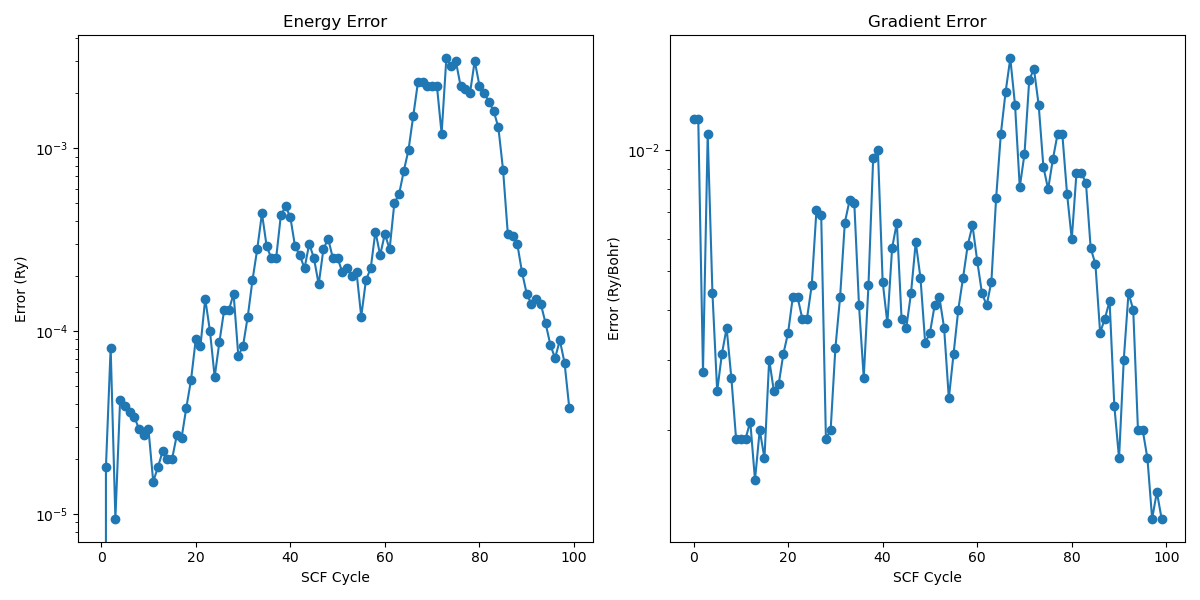 Energy Error
Error (Ry)
10⁻³
10⁻⁴
10⁻⁵
0 20 40 60 80 100
SCF Cycle
Gradient Error
Error (Ry/Bohr)
10⁻²
0 20 40 60 80 100
SCF Cycle